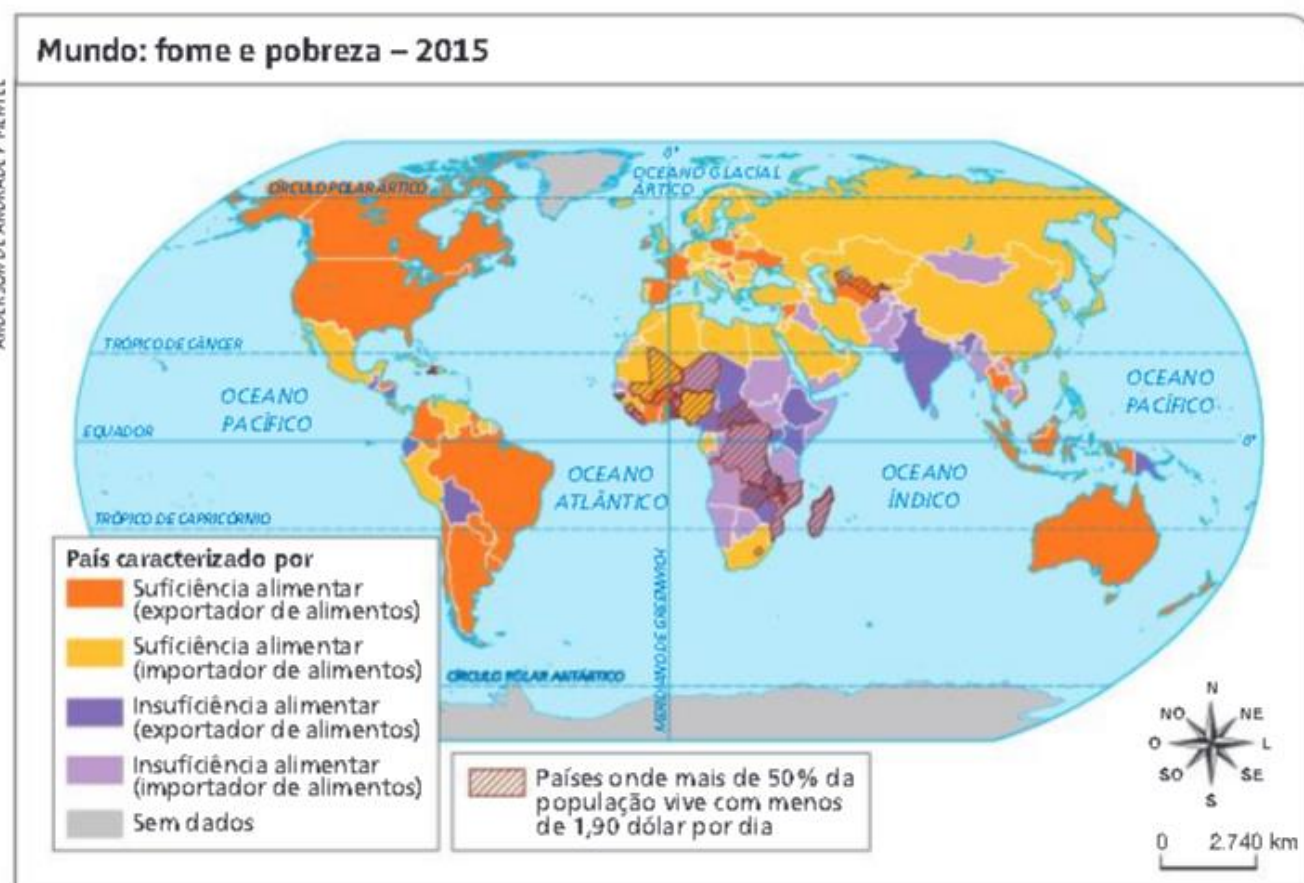 Mundo: fome e pobreza – 2015
0°
OCEANO GLACIAL
ÁRTICO
CÍRCULO POLAR ÁRTICO
TRÓPICO DE CÂNCER
OCEANO
PACÍFICO
OCEANO
PACÍFICO
EQUADOR
0°
OCEANO
ATLÂNTICO
OCEANO
ÍNDICO
TRÓPICO DE CAPRICÓRNIO
MERIDIANO DE GREENWICH
CÍRCULO POLAR ANTÁRTICO
País caracterizado por
Suficiência alimentar
(exportador de alimentos)
Suficiência alimentar
(importador de alimentos)
Insuficiência alimentar
(exportador de alimentos)
Insuficiência alimentar
(importador de alimentos)
Sem dados
Países onde mais de 50% da
população vive com menos
de 1,90 dólar por dia
N
NO
NE
O
L
SO
SE
S
0 2.740 km